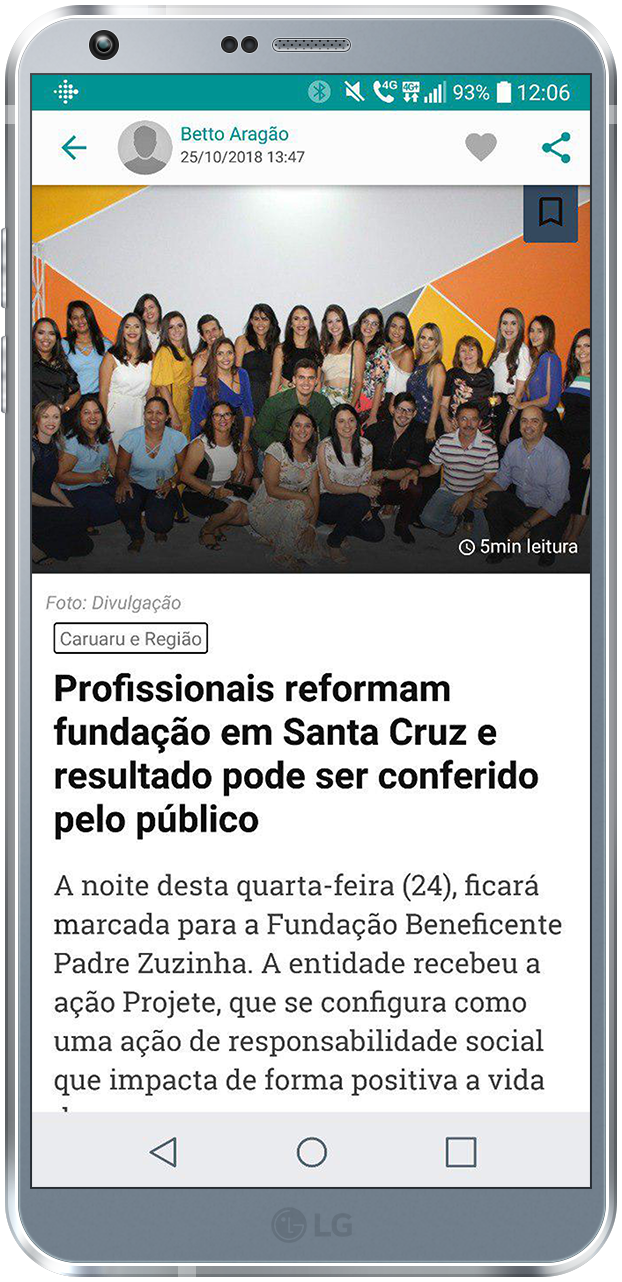 4G 4G+ 93% 12:06
Betto Aragão
25/10/2018 13:47
5min leitura
Foto: Divulgação
Caruaru e Região
Profissionais reformam
fundação em Santa Cruz e
resultado pode ser conferido
pelo público
A noite desta quarta-feira (24), ficará
marcada para a Fundação Beneficente
Padre Zuzinha. A entidade recebeu a
ação Projete, que se configura como
uma ação de responsabilidade social
que impacta de forma positiva a vida
LG